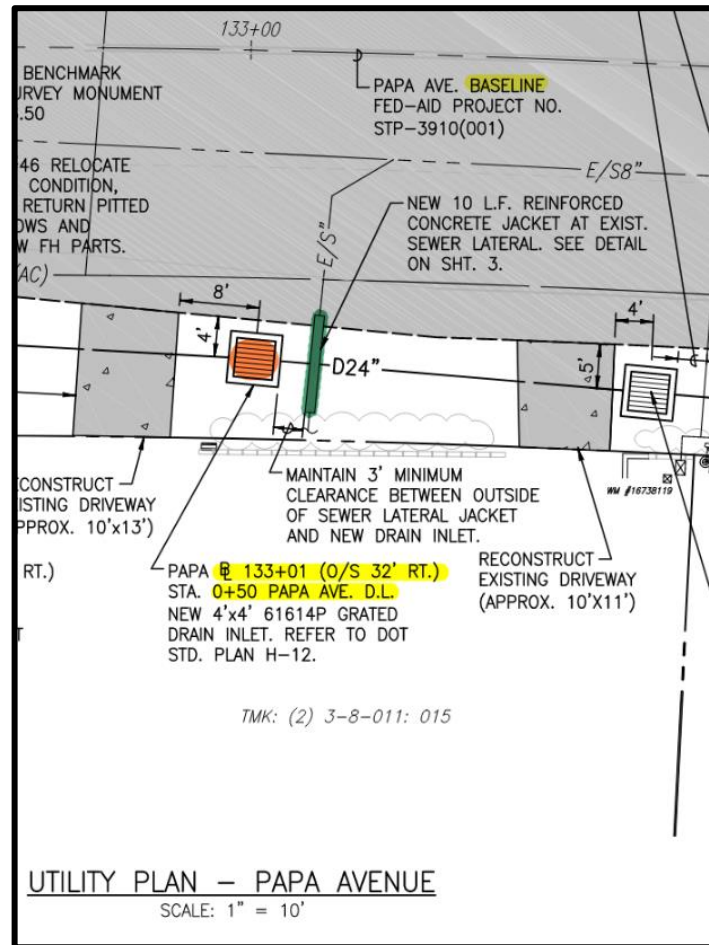 133+00
BENCHMARK
URVEY MONUMENT
.50
PAPA AVE. BASELINE
FED-AID PROJECT NO.
STP-3910(001)
46 RELOCATE
CONDITION,
RETURN PITTED
OWS AND
W FH PARTS.
(AC)
E/S8"
E/S"
NEW 10 L.F. REINFORCED
CONCRETE JACKET AT EXIST.
SEWER LATERAL. SEE DETAIL
ON SHT. 3.
8'
4'
4'
5'
D24"
ECONSTRUCT
ISTING DRIVEWAY
PPROX. 10'x13')
MAINTAIN 3' MINIMUM
CLEARANCE BETWEEN OUTSIDE
OF SEWER LATERAL JACKET
AND NEW DRAIN INLET.
WM #16738119
RT.)
T
PAPA BL 133+01 (O/S 32' RT.)
STA. 0+50 PAPA AVE. D.L.
NEW 4'x4' 61614P GRATED
DRAIN INLET. REFER TO DOT
STD. PLAN H-12.
RECONSTRUCT
EXISTING DRIVEWAY
(APPROX. 10'X11')
TMK: (2) 3-8-011: 015
UTILITY PLAN – PAPA AVENUE
SCALE: 1" = 10'